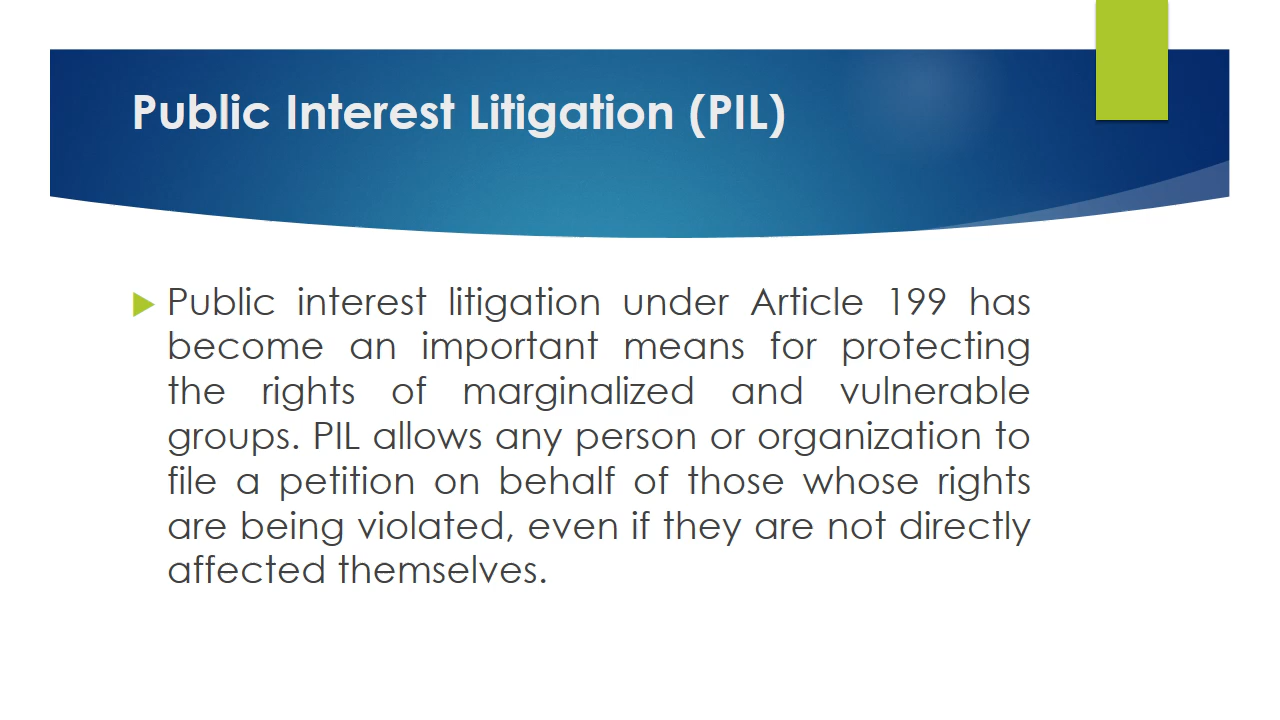 Public Interest Litigation (PIL)
Public interest litigation under Article 199 has
become an important means for protecting
the rights of marginalized and vulnerable
groups. PIL allows any person or organization to
file a petition on behalf of those whose rights
are being violated, even if they are not directly
affected themselves.